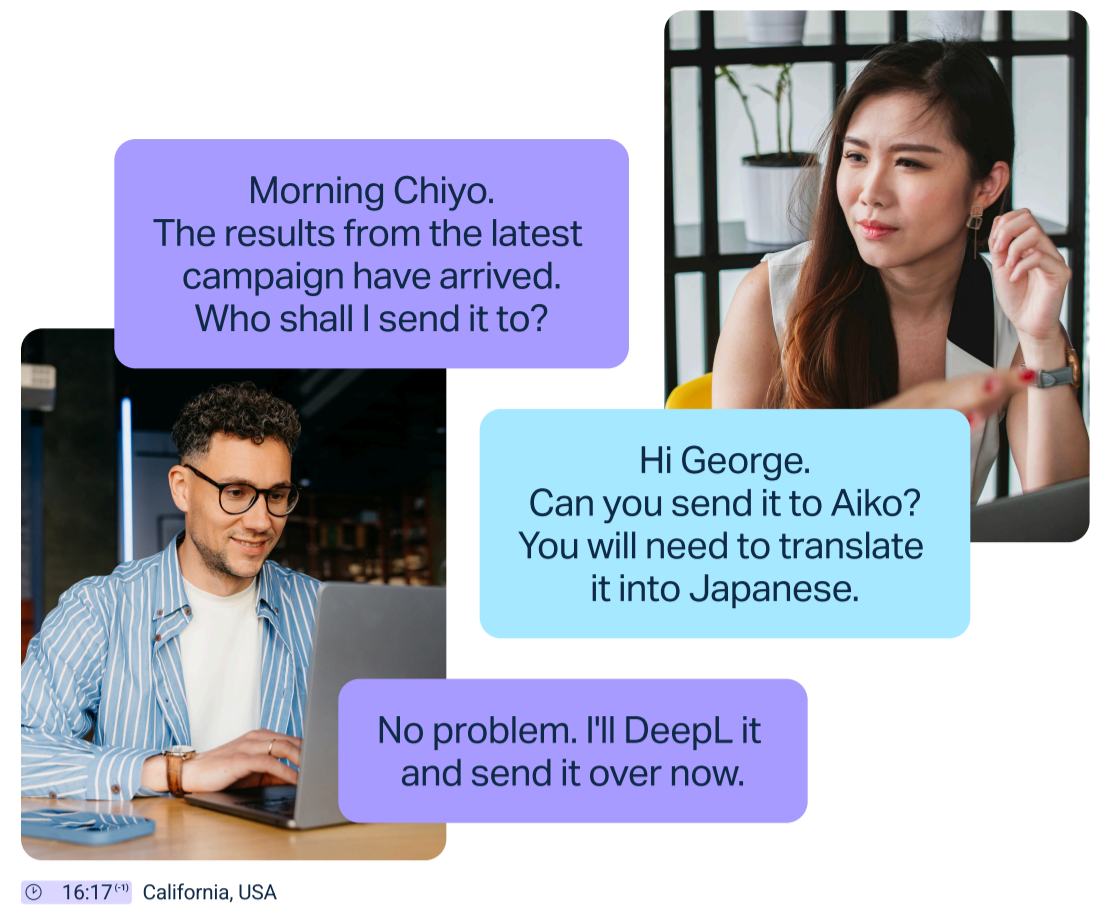 Morning Chiyo.
The results from the latest
campaign have arrived.
Who shall I send it to?
Hi George.
Can you send it to Aiko?
You will need to translate
it into Japanese.
No problem. I'll DeepL it
and send it over now.
16:17(-1) California, USA